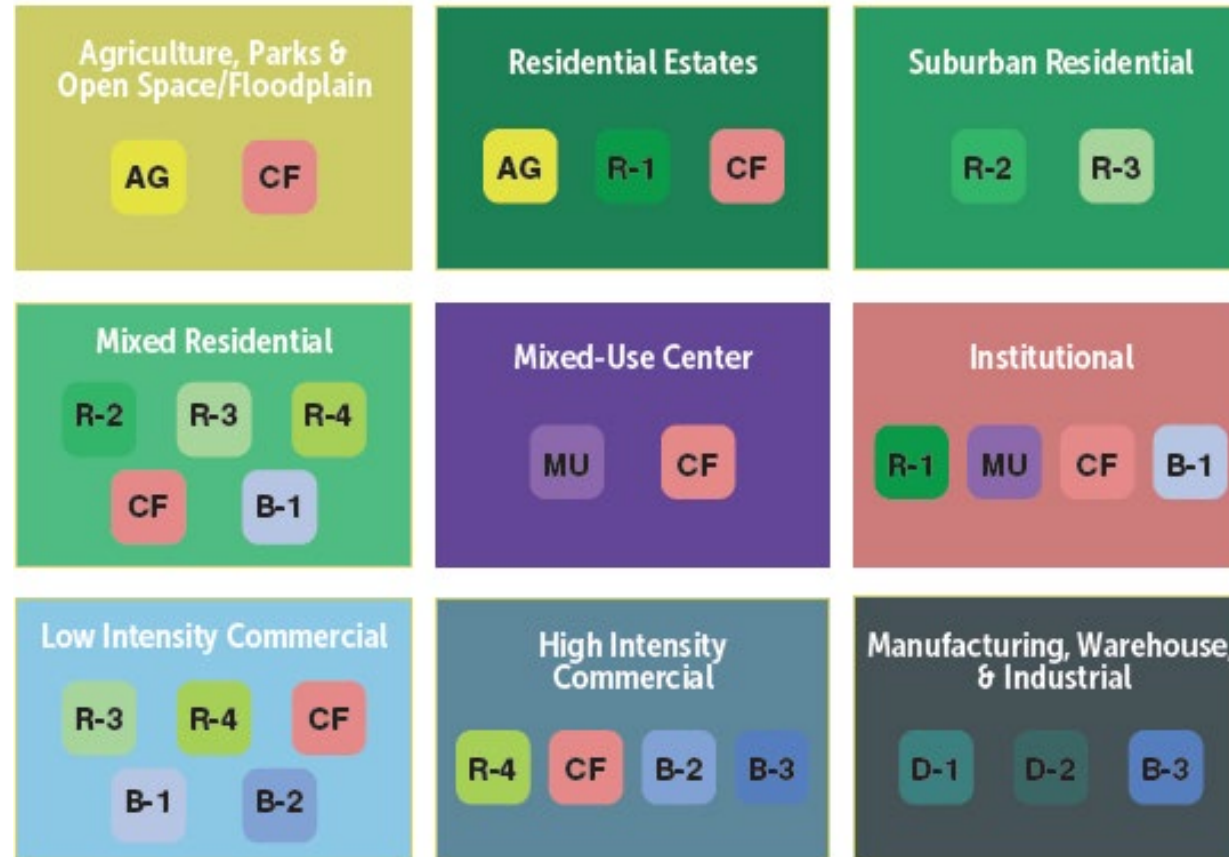 Agriculture, Parks &
Open Space/Floodplain
AG CF
Residential Estates
AG R-1 CF
Suburban Residential
R-2 R-3
Mixed Residential
R-2 R-3 R-4
CF B-1
Mixed-Use Center
MU CF
Institutional
R-1 MU CF B-1
Low Intensity Commercial
R-3 R-4 CF
B-1 B-2
High Intensity
Commercial
R-4 CF B-2 B-3
Manufacturing, Warehouse,
& Industrial
D-1 D-2 B-3